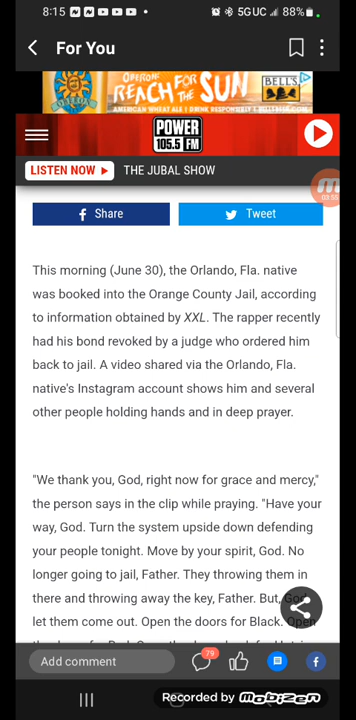 8:15 5GUC 88%
For You
OBERON
OBERON REACH FOR THE SUN BELL'S
AMERICAN WHEAT ALE | DRINK RESPONSIBLY |
POWER
105.5 FM
LISTEN NOW THE JUBAL SHOW
Share Tweet
This morning (June 30), the Orlando, Fla. native
was booked into the Orange County Jail, according
to information obtained by XXL. The rapper recently
had his bond revoked by a judge who ordered him
back to jail. A video shared via the Orlando, Fla.
native's Instagram account shows him and several
other people holding hands and in deep prayer.
"We thank you, God, right now for grace and mercy,"
the person says in the clip while praying. "Have your
way, God. Turn the system upside down defending
your people tonight. Move by your spirit, God. No
longer going to jail, Father. They throwing them in
there and throwing away the key, Father. But, God
let them come out. Open the doors for Black. Open
Add comment 79
Recorded by MOBIZEN